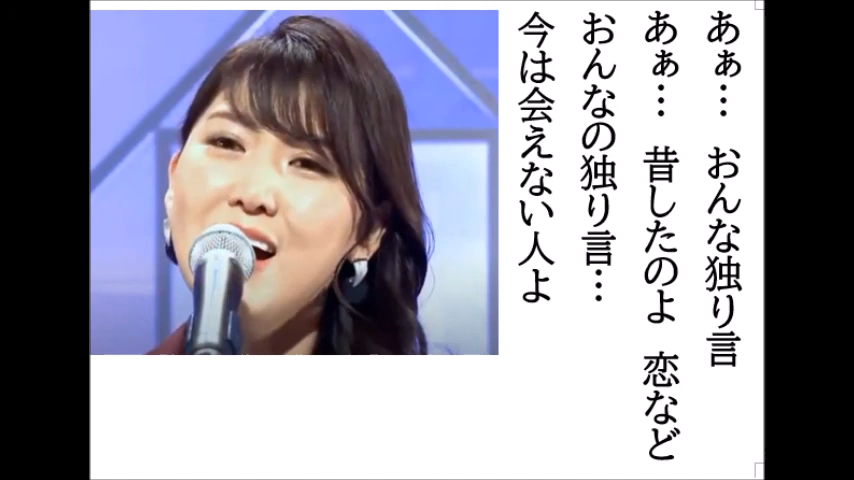 あぁ… おんな独り言
あぁ… 昔したのよ 恋など
おんなの独り言…
今は会えない人よ